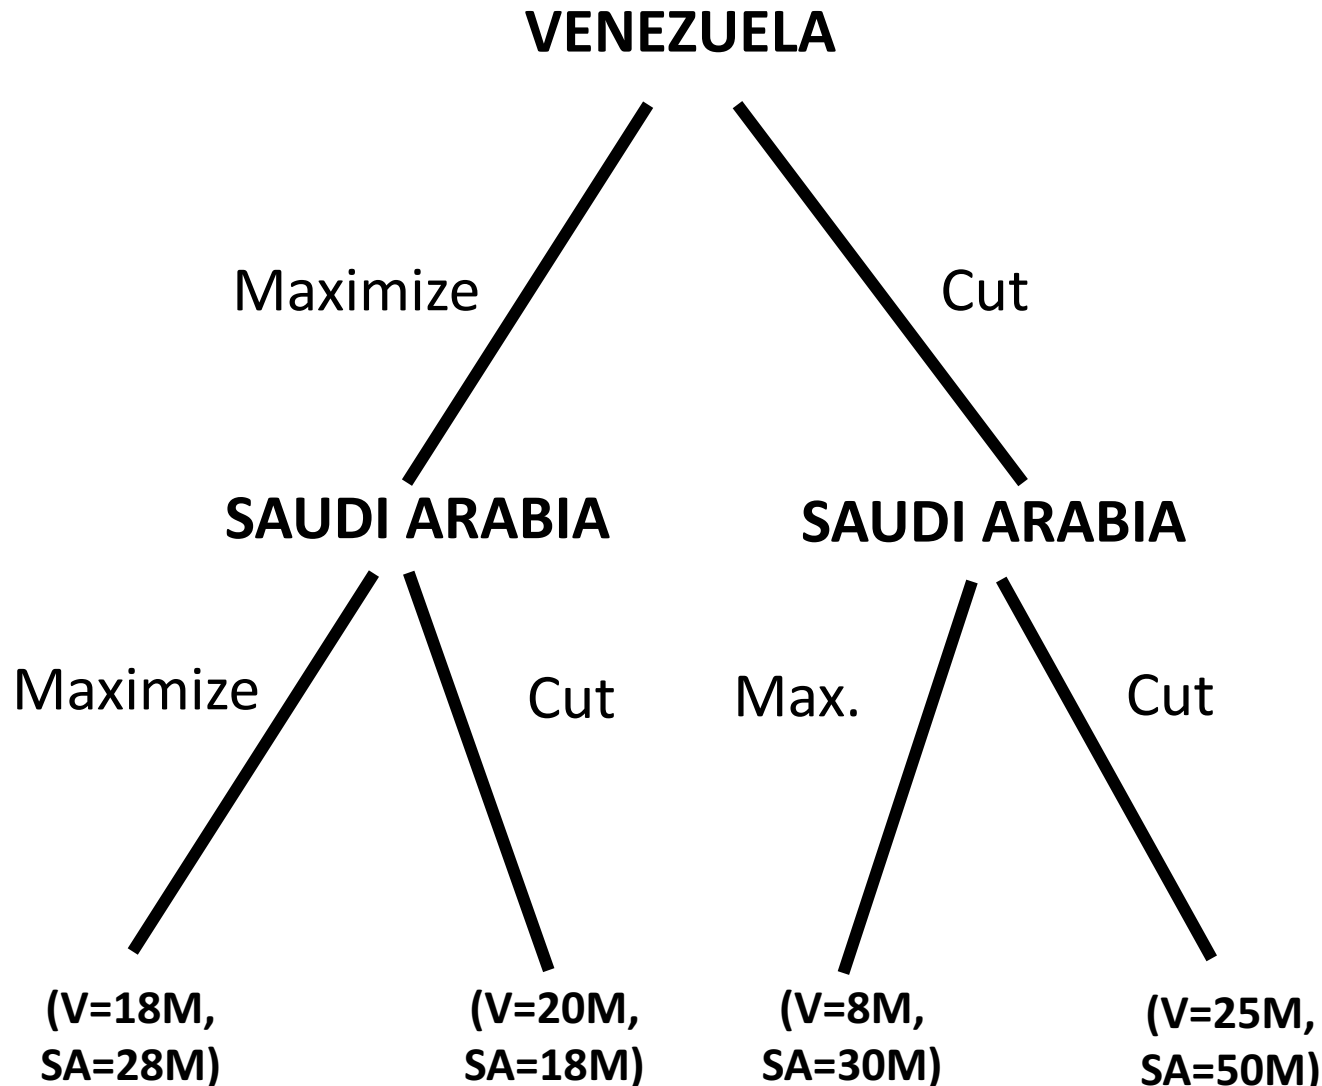 VENEZUELA
Maximize
Cut
SAUDI ARABIA
SAUDI ARABIA
Maximize
Cut
Max.
Cut
(V=18M,
SA=28M)
(V=20M,
SA=18M)
(V=8M,
SA=30M)
(V=25M,
SA=50M)